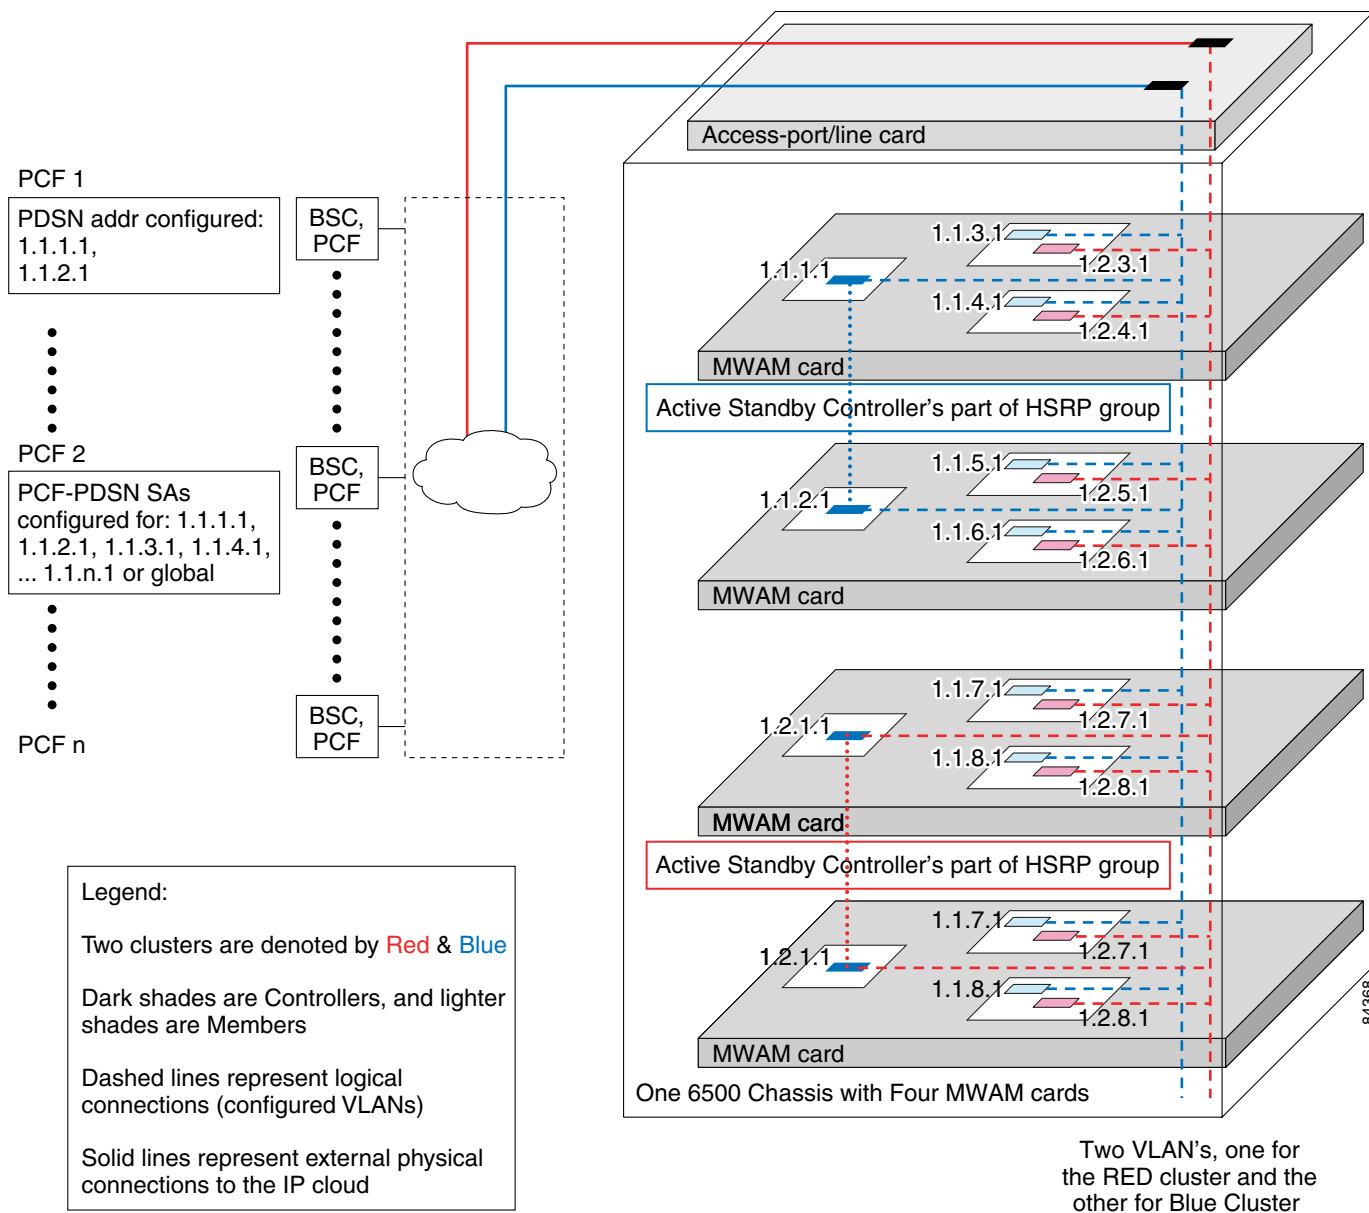 Access-port/line card
PCF 1
PDSN addr configured:
1.1.1.1,
1.1.2.1
BSC,
PCF
PCF 2
PCF-PDSN SAs
configured for: 1.1.1.1,
1.1.2.1, 1.1.3.1, 1.1.4.1,
... 1.1.n.1 or global
BSC,
PCF
PCF n
BSC,
PCF
1.1.1.1
1.1.3.1
1.2.3.1
1.1.4.1
1.2.4.1
MWAM card
Active Standby Controller's part of HSRP group
1.1.2.1
1.1.5.1
1.2.5.1
1.1.6.1
1.2.6.1
MWAM card
1.2.1.1
1.1.7.1
1.2.7.1
1.1.8.1
1.2.8.1
MWAM card
Active Standby Controller's part of HSRP group
1.2.1.1
1.1.7.1
1.2.7.1
1.1.8.1
1.2.8.1
MWAM card
One 6500 Chassis with Four MWAM cards
84368
Two VLAN's, one for
the RED cluster and the
other for Blue Cluster
Legend:
Two clusters are denoted by Red & Blue
Dark shades are Controllers, and lighter
shades are Members
Dashed lines represent logical
connections (configured VLANs)
Solid lines represent external physical
connections to the IP cloud